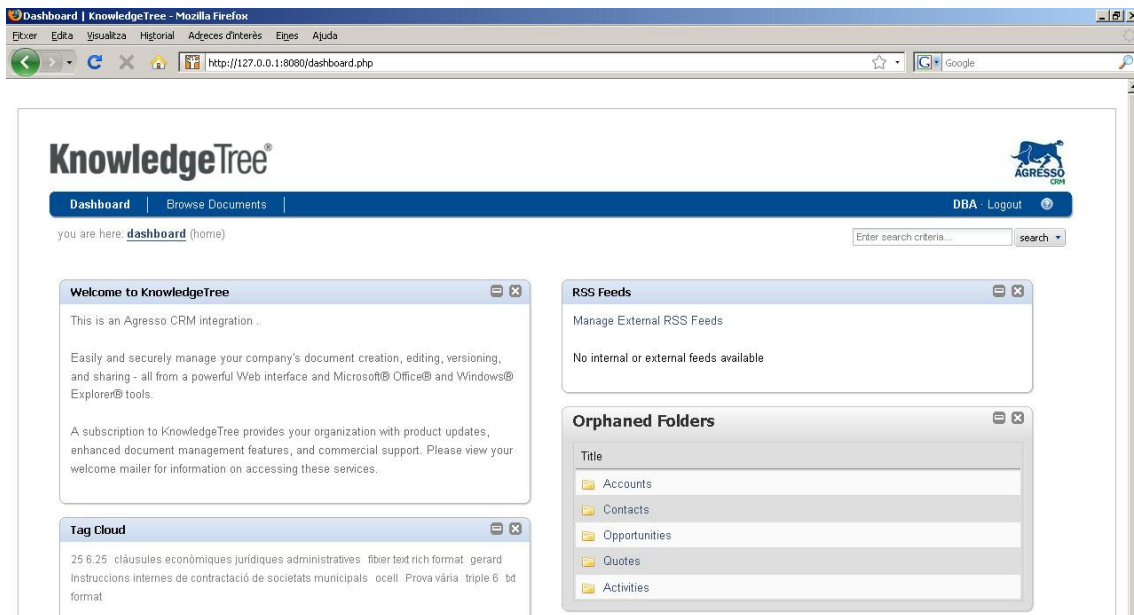 Dashboard | KnowledgeTree - Mozilla Firefox
Fitxer Edita Visualitza Historial Adreces d'interès Eines Ajuda
http://127.0.0.1:8080/dashboard.php
G Google
KnowledgeTree®
AGRESSO
CRM
Dashboard | Browse Documents |
DBA · Logout ?
you are here: dashboard (home)
Enter search criteria...
search
Welcome to KnowledgeTree
This is an Agresso CRM integration .
Easily and securely manage your company's document creation, editing, versioning,
and sharing - all from a powerful Web interface and Microsoft® Office® and Windows®
Explorer® tools.
A subscription to KnowledgeTree provides your organization with product updates,
enhanced document management features, and commercial support. Please view your
welcome mailer for information on accessing these services.
Tag Cloud
25 6.25 cláusules econòmiques jurídiques administratives fitxer text rich format gerard
Instruccions internes de contractació de societats municipals ocell Prova vària triple 6 txt
format
RSS Feeds
Manage External RSS Feeds
No internal or external feeds available
Orphaned Folders
Title
Accounts
Contacts
Opportunities
Quotes
Activities